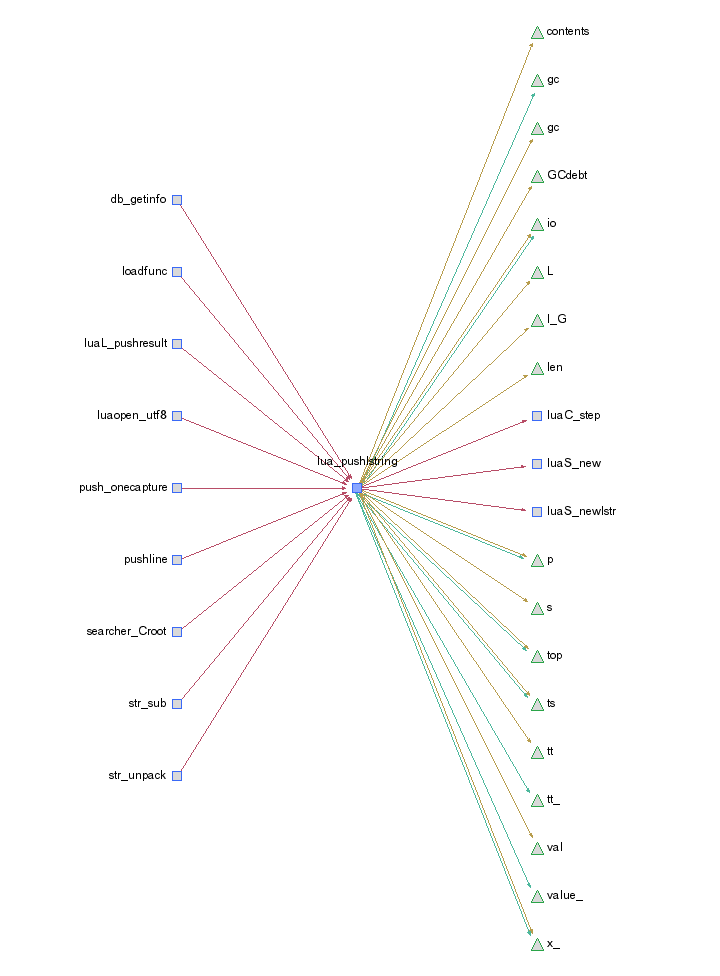 contents
gc
gc
GCdebt
db_getinfo
io
loadfunc
L
l_G
luaL_pushresult
len
luaopen_utf8
luaC_step
lua_pushlstring
luaS_new
push_onecapture
luaS_newlstr
pushline
p
s
searcher_Croot
top
str_sub
ts
tt
str_unpack
tt_
val
value_
x_